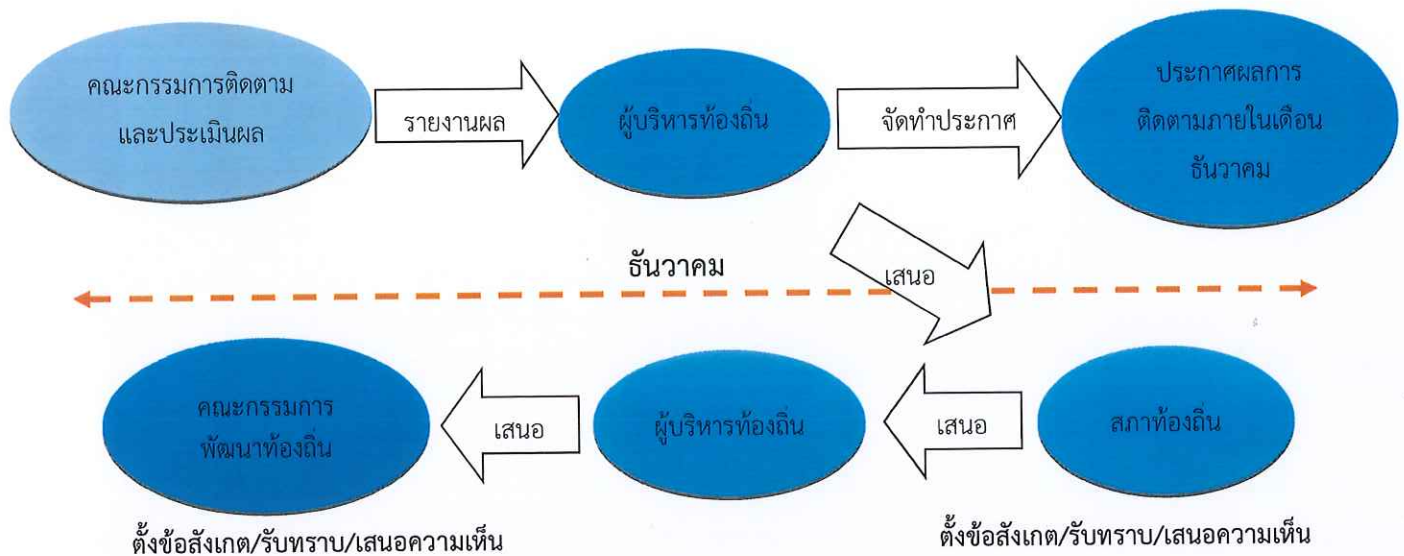 คณะกรรมการติดตาม
และประเมินผล
รายงานผล
ผู้บริหารท้องถิ่น
จัดทำประกาศ
ประกาศผลการ
ติดตามภายในเดือน
ธันวาคม
ธันวาคม
เสนอ
คณะกรรมการ
พัฒนาท้องถิ่น
เสนอ
ผู้บริหารท้องถิ่น
เสนอ
สภาท้องถิ่น
ตั้งข้อสังเกต/รับทราบ/เสนอความเห็น
ตั้งข้อสังเกต/รับทราบ/เสนอความเห็น